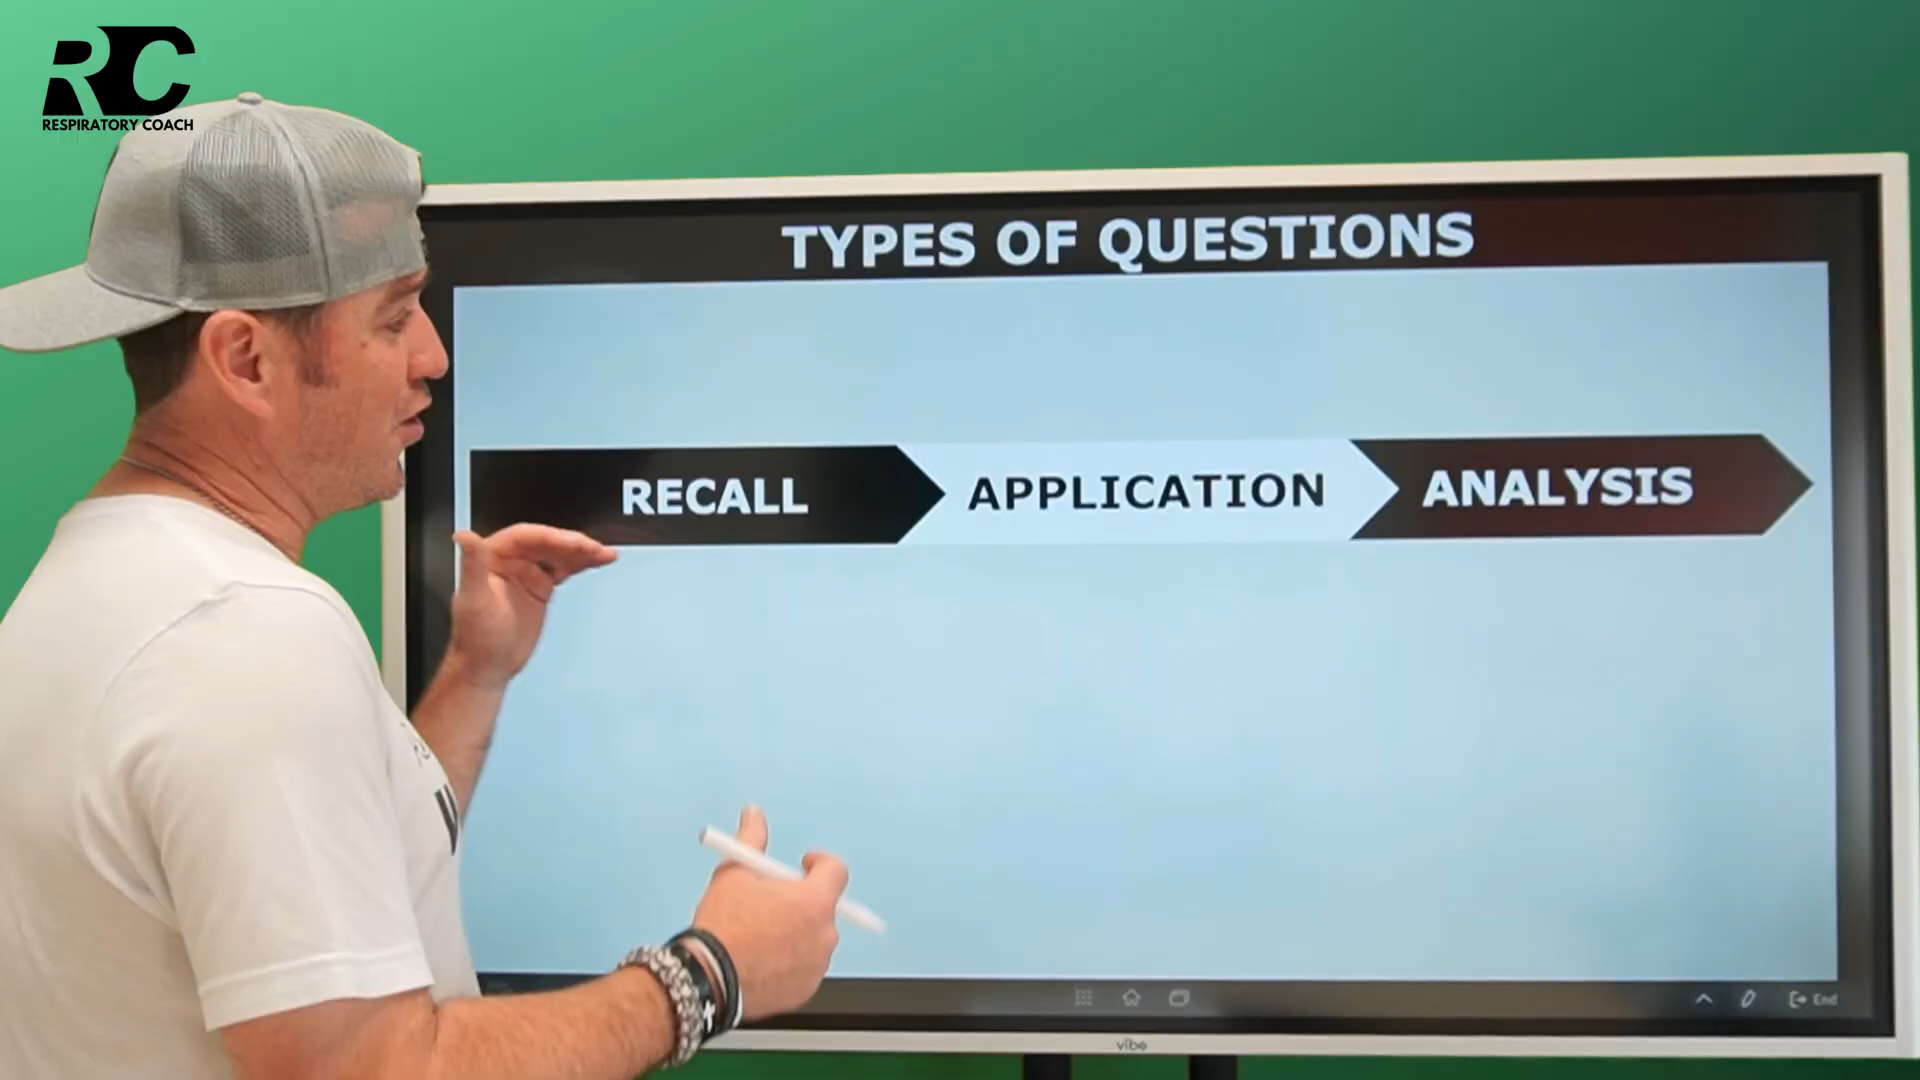 RC
RESPIRATORY COACH
TYPES OF QUESTIONS
RECALL
APPLICATION
ANALYSIS
End
vibe